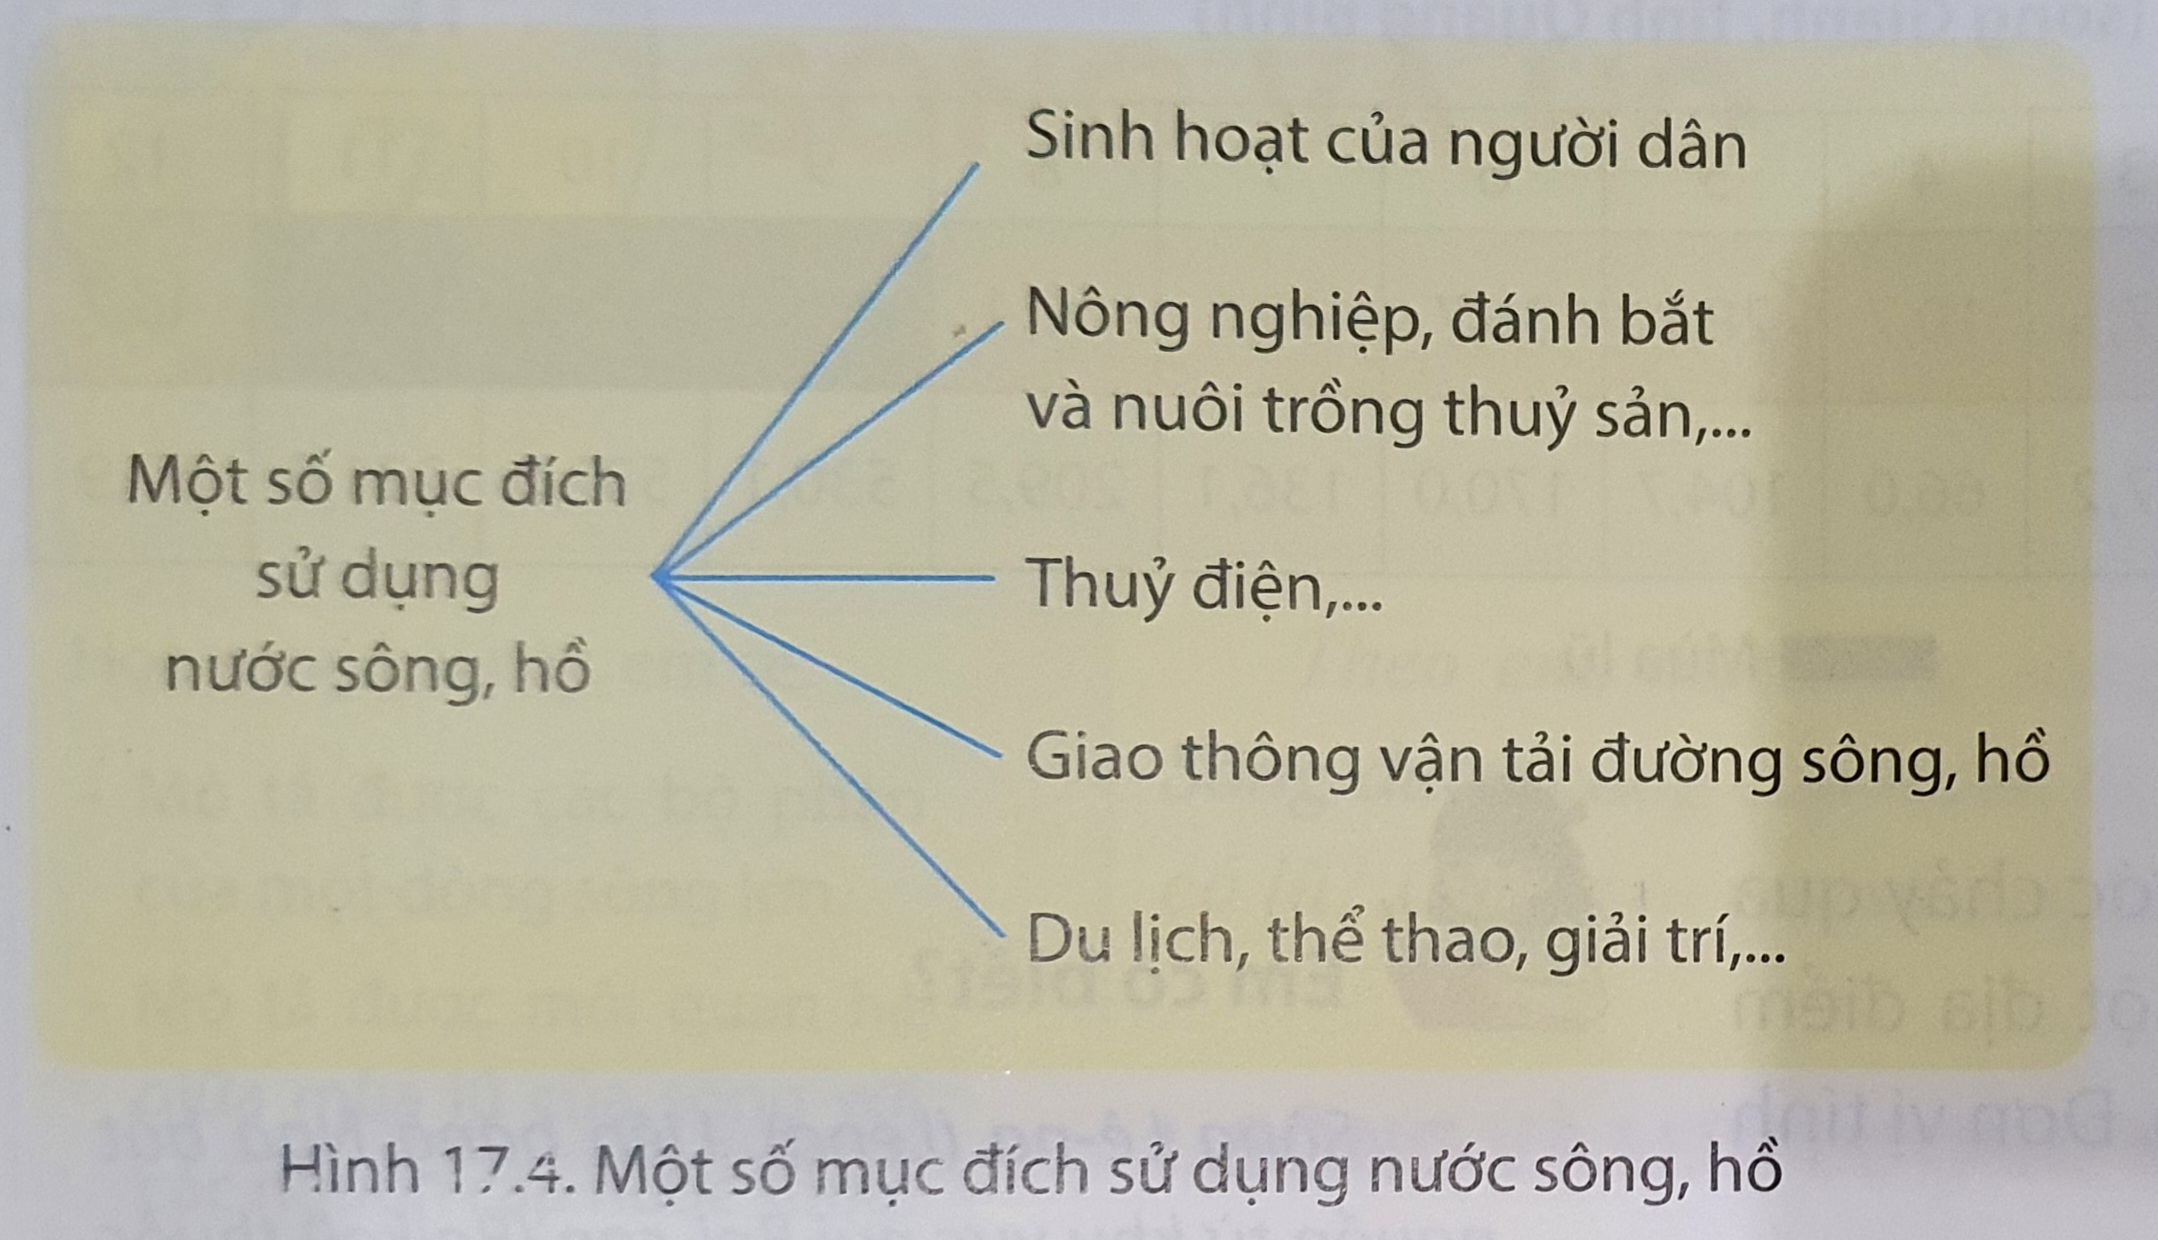 Sinh hoạt của người dân
Nông nghiệp, đánh bắt
và nuôi trồng thuỷ sản,...
Một số mục đích
sử dụng
nước sông, hồ
Thuỷ điện,...
Giao thông vận tải đường sông, hồ
Du lịch, thể thao, giải trí,...
Hình 17.4. Một số mục đích sử dụng nước sông, hồ